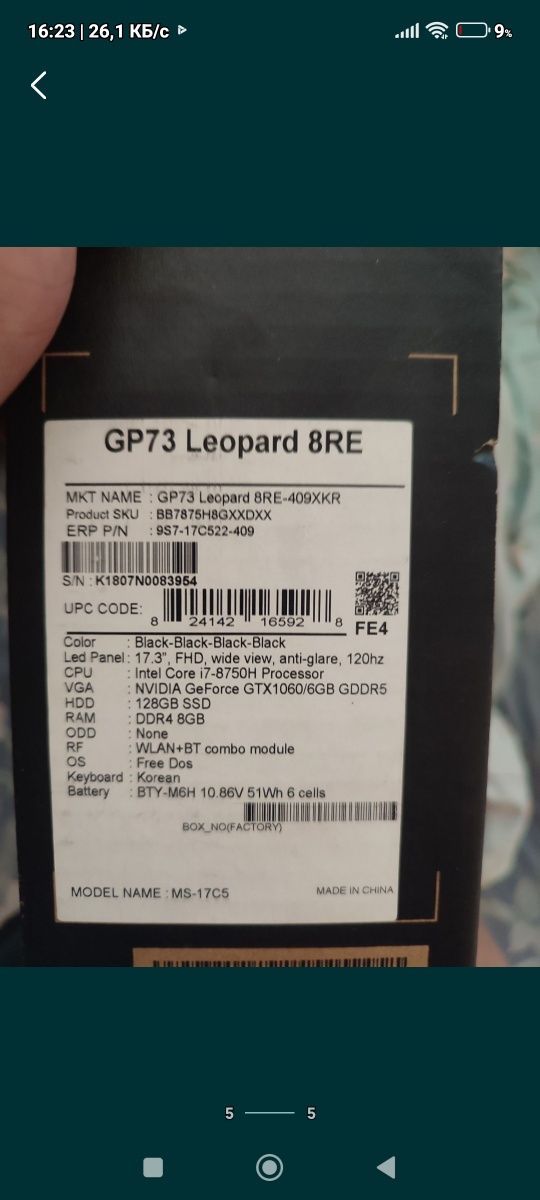 16:23 | 26,1 КБ/с
9%
GP73 Leopard 8RE
MKT NAME : GP73 Leopard 8RE-409XKR
Product SKU : BB7875H8GXXDXX
ERP P/N : 9S7-17C522-409
S/N : K1807N0083954
UPC CODE: 8 24142 16592 8
FE4
Color : Black-Black-Black-Black
Led Panel : 17.3", FHD, wide view, anti-glare, 120hz
CPU : Intel Core i7-8750H Processor
VGA : NVIDIA GeForce GTX1060/6GB GDDR5
HDD : 128GB SSD
RAM : DDR4 8GB
ODD : None
RF : WLAN+BT combo module
OS : Free Dos
Keyboard : Korean
Battery : BTY-M6H 10.86V 51Wh 6 cells
BOX_NO(FACTORY)
MODEL NAME : MS-17C5
MADE IN CHINA
5
5